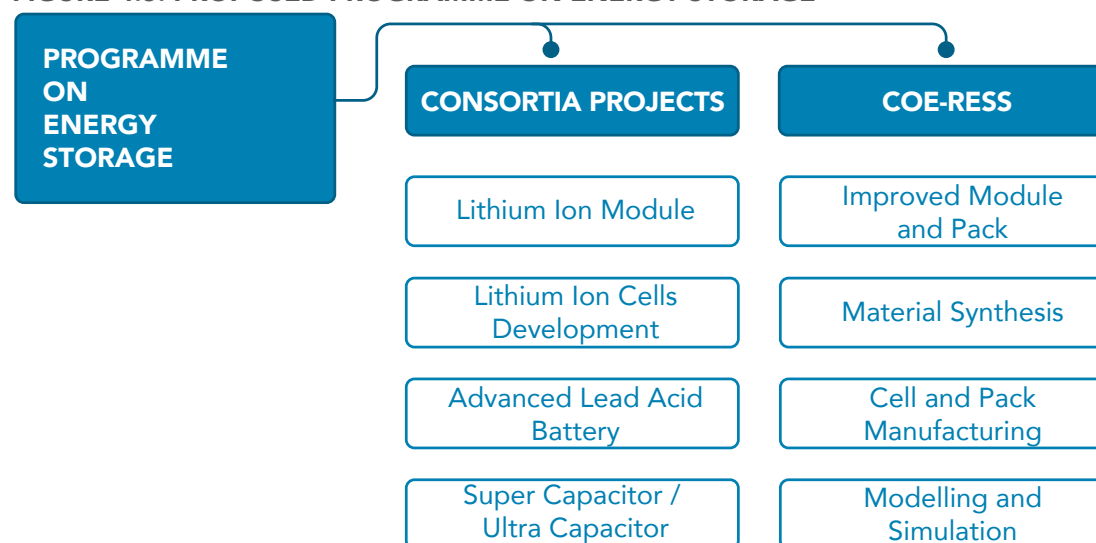 PROGRAMME
ON
ENERGY
STORAGE
CONSORTIA PROJECTS
COE-RESS
Lithium Ion Module
Improved Module
and Pack
Lithium Ion Cells
Development
Material Synthesis
Advanced Lead Acid
Battery
Cell and Pack
Manufacturing
Super Capacitor /
Ultra Capacitor
Modelling and
Simulation